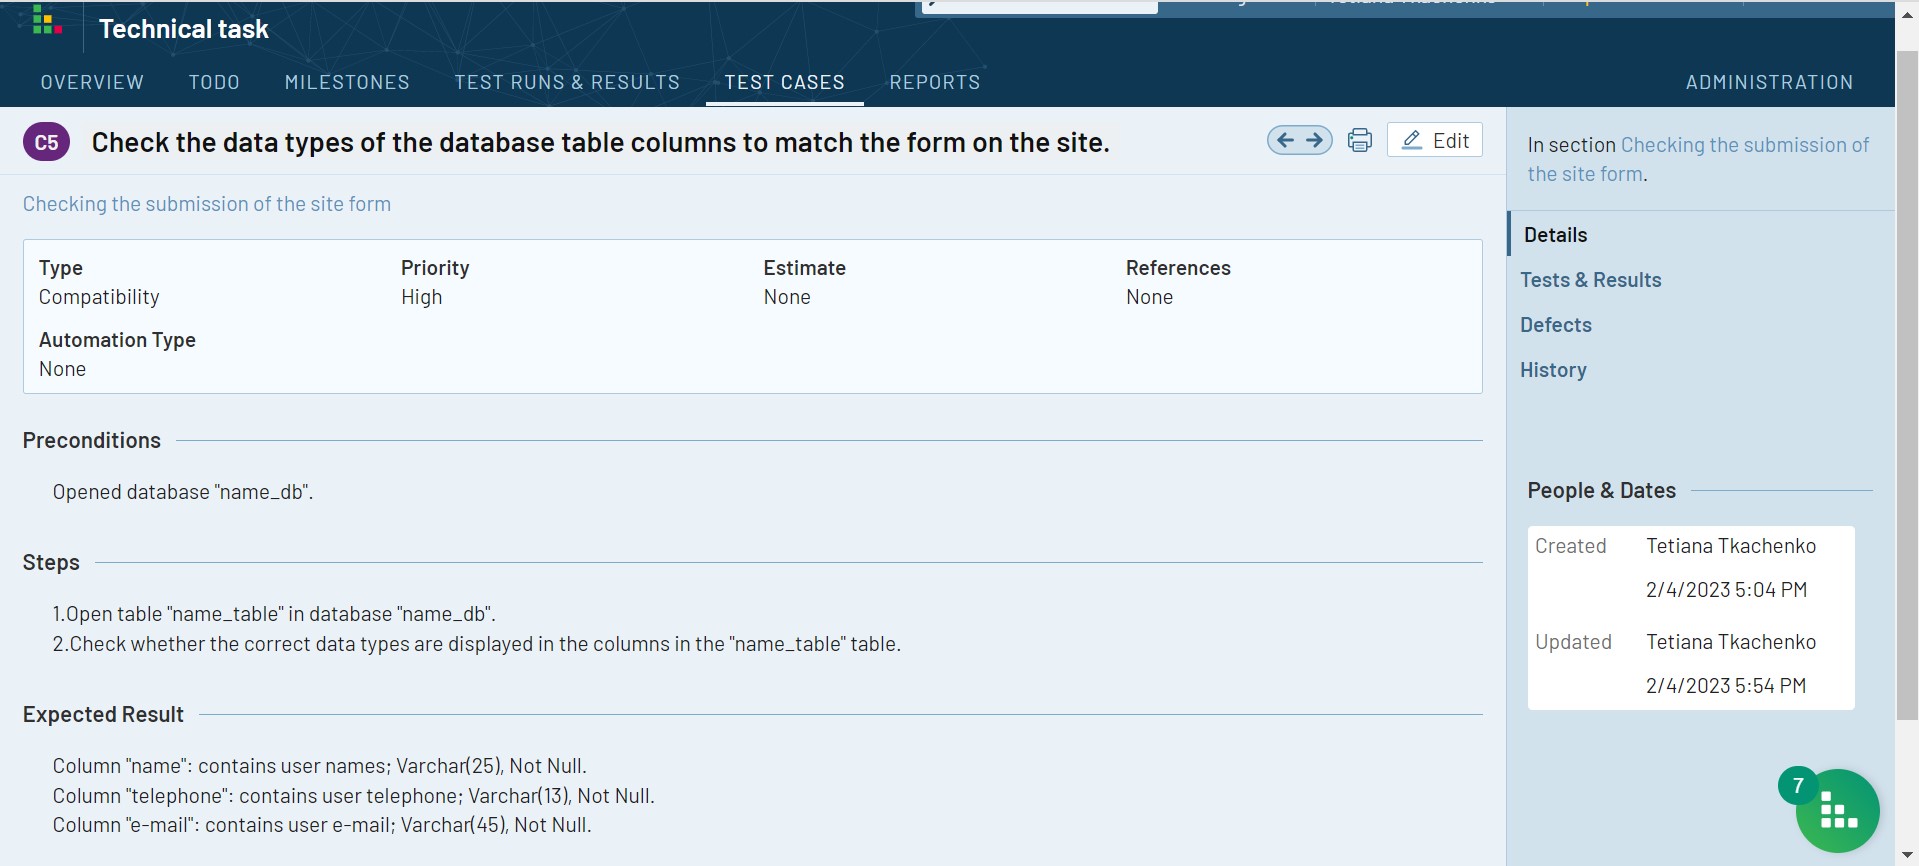 Technical task
OVERVIEW TODO MILESTONES TEST RUNS & RESULTS TEST CASES REPORTS ADMINISTRATION
C5 Check the data types of the database table columns to match the form on the site. Edit
Checking the submission of the site form
Type Priority Estimate References
Compatibility High None None
Automation Type
None
Preconditions
Opened database "name_db".
Steps
1.Open table "name_table" in database "name_db".
2.Check whether the correct data types are displayed in the columns in the "name_table" table.
Expected Result
Column "name": contains user names; Varchar(25), Not Null.
Column "telephone": contains user telephone; Varchar(13), Not Null.
Column "e-mail": contains user e-mail; Varchar(45), Not Null.
In section Checking the submission of
the site form.
Details
Tests & Results
Defects
History
People & Dates
Created Tetiana Tkachenko
2/4/2023 5:04 PM
Updated Tetiana Tkachenko
2/4/2023 5:54 PM
7